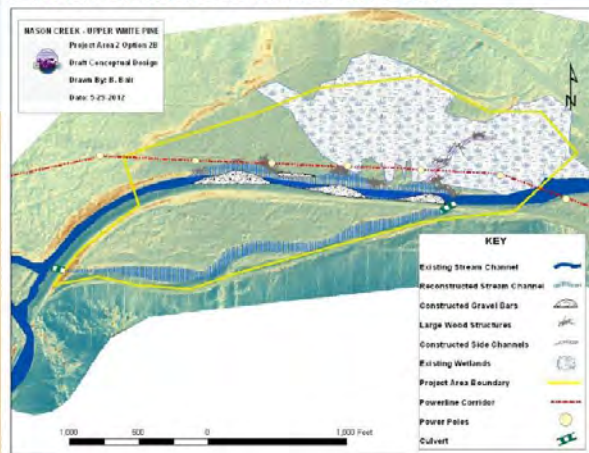 NASON CREEK - UPPER WHITE PINE
Project Area 2 Option 2B
Draft Conceptual Design
Drawn By: B. Blair
Date: 5-29-2012
N
KEY
Existing Stream Channel
Reconstructed Stream Channel
Constructed Gravel Bars
Large Wood Structures
Constructed Side Channels
Existing Wetlands
Project Area Boundary
Powerline Corridor
Power Poles
Culvert
1,000 500 0 1,000 Feet